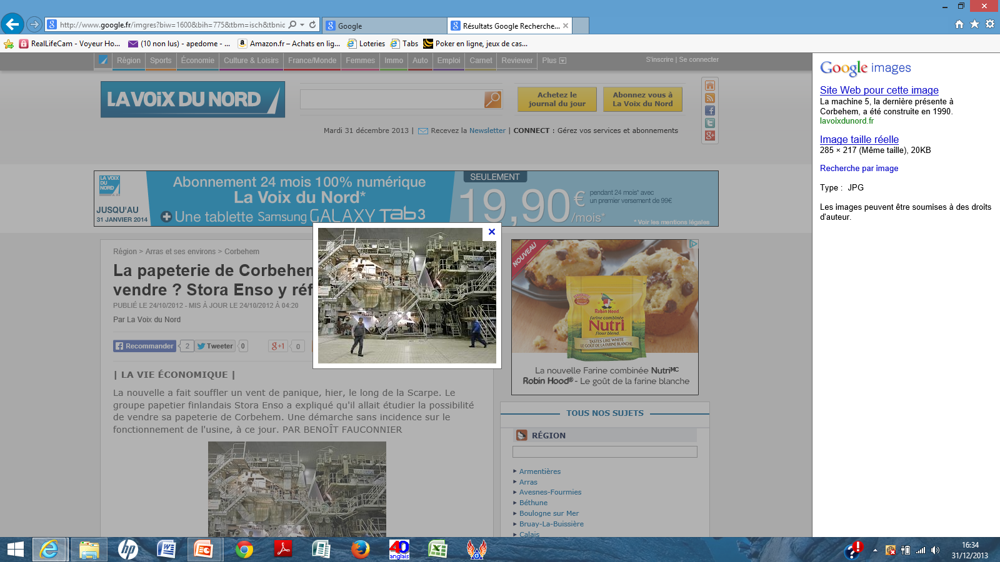 http://www.google.fr/imgres?biw=1600&bih=775&tbm=isch&tbnid
Google
Résultats Google Recherche...
RealLifeCam - Voyeur Ho...
(10 non lus) - apedome - ...
Amazon.fr – Achats en lig...
Loteries
Tabs
Poker en ligne, jeux de cas...
Région
Sports
Économie
Culture & Loisirs
France/Monde
Femmes
Immo
Auto
Emploi
Carnet
Reviewer
Plus
S'inscrire | Se connecter
LA VOIX DU NORD
Achetez le
journal du jour
Abonnez vous à
La Voix du Nord
Mardi 31 décembre 2013 | Recevez la Newsletter | CONNECT : Gérez vos services et abonnements
LA VOIX
DU
NORD
JUSQU'AU
31 JANVIER 2014
Abonnement 24 mois 100% numérique
La Voix du Nord*
+ Une tablette Samsung GALAXY Tab 3
SEULEMENT
19,90€
/mois*
pendant 24 mois* avec
un premier versement de 99€
* Voir les mentions légales
Région > Arras et ses environs > Corbehem
La papeterie de Corbehem
vendre ? Stora Enso y réf
PUBLIÉ LE 24/10/2012 - MIS À JOUR LE 24/10/2012 À 04:20
Par La Voix du Nord
Recommander
2
Tweeter
0
g+1
0
| LA VIE ÉCONOMIQUE |
La nouvelle a fait souffler un vent de panique, hier, le long de la Scarpe. Le
groupe papetier finlandais Stora Enso a expliqué qu'il allait étudier la possibilité
de vendre sa papeterie de Corbehem. Une démarche sans incidence sur le
fonctionnement de l'usine, à ce jour. PAR BENOÎT FAUCONNIER
NOUVEAU
Robin Hood
farine combinée
Nutri
flour blend
TASTES LIKE WHITE
LE GOÛT DE LA FARINE BLANCHE
La nouvelle Farine combinée Nutri MC
Robin Hood® - Le goût de la farine blanche
TOUS NOS SUJETS
RÉGION
Armentières
Arras
Avesnes-Fourmies
Béthune
Boulogne sur Mer
Bruay-La-Buissière
Calais
Google images
Site Web pour cette image
La machine 5, la dernière présente à
Corbehem, a été construite en 1990.
lavoixdunord.fr
Image taille réelle
285 × 217 (Même taille), 20KB
Recherche par image
Type : JPG
Les images peuvent être soumises à des droits
d'auteur.
40
anglais
16:34
31/12/2013